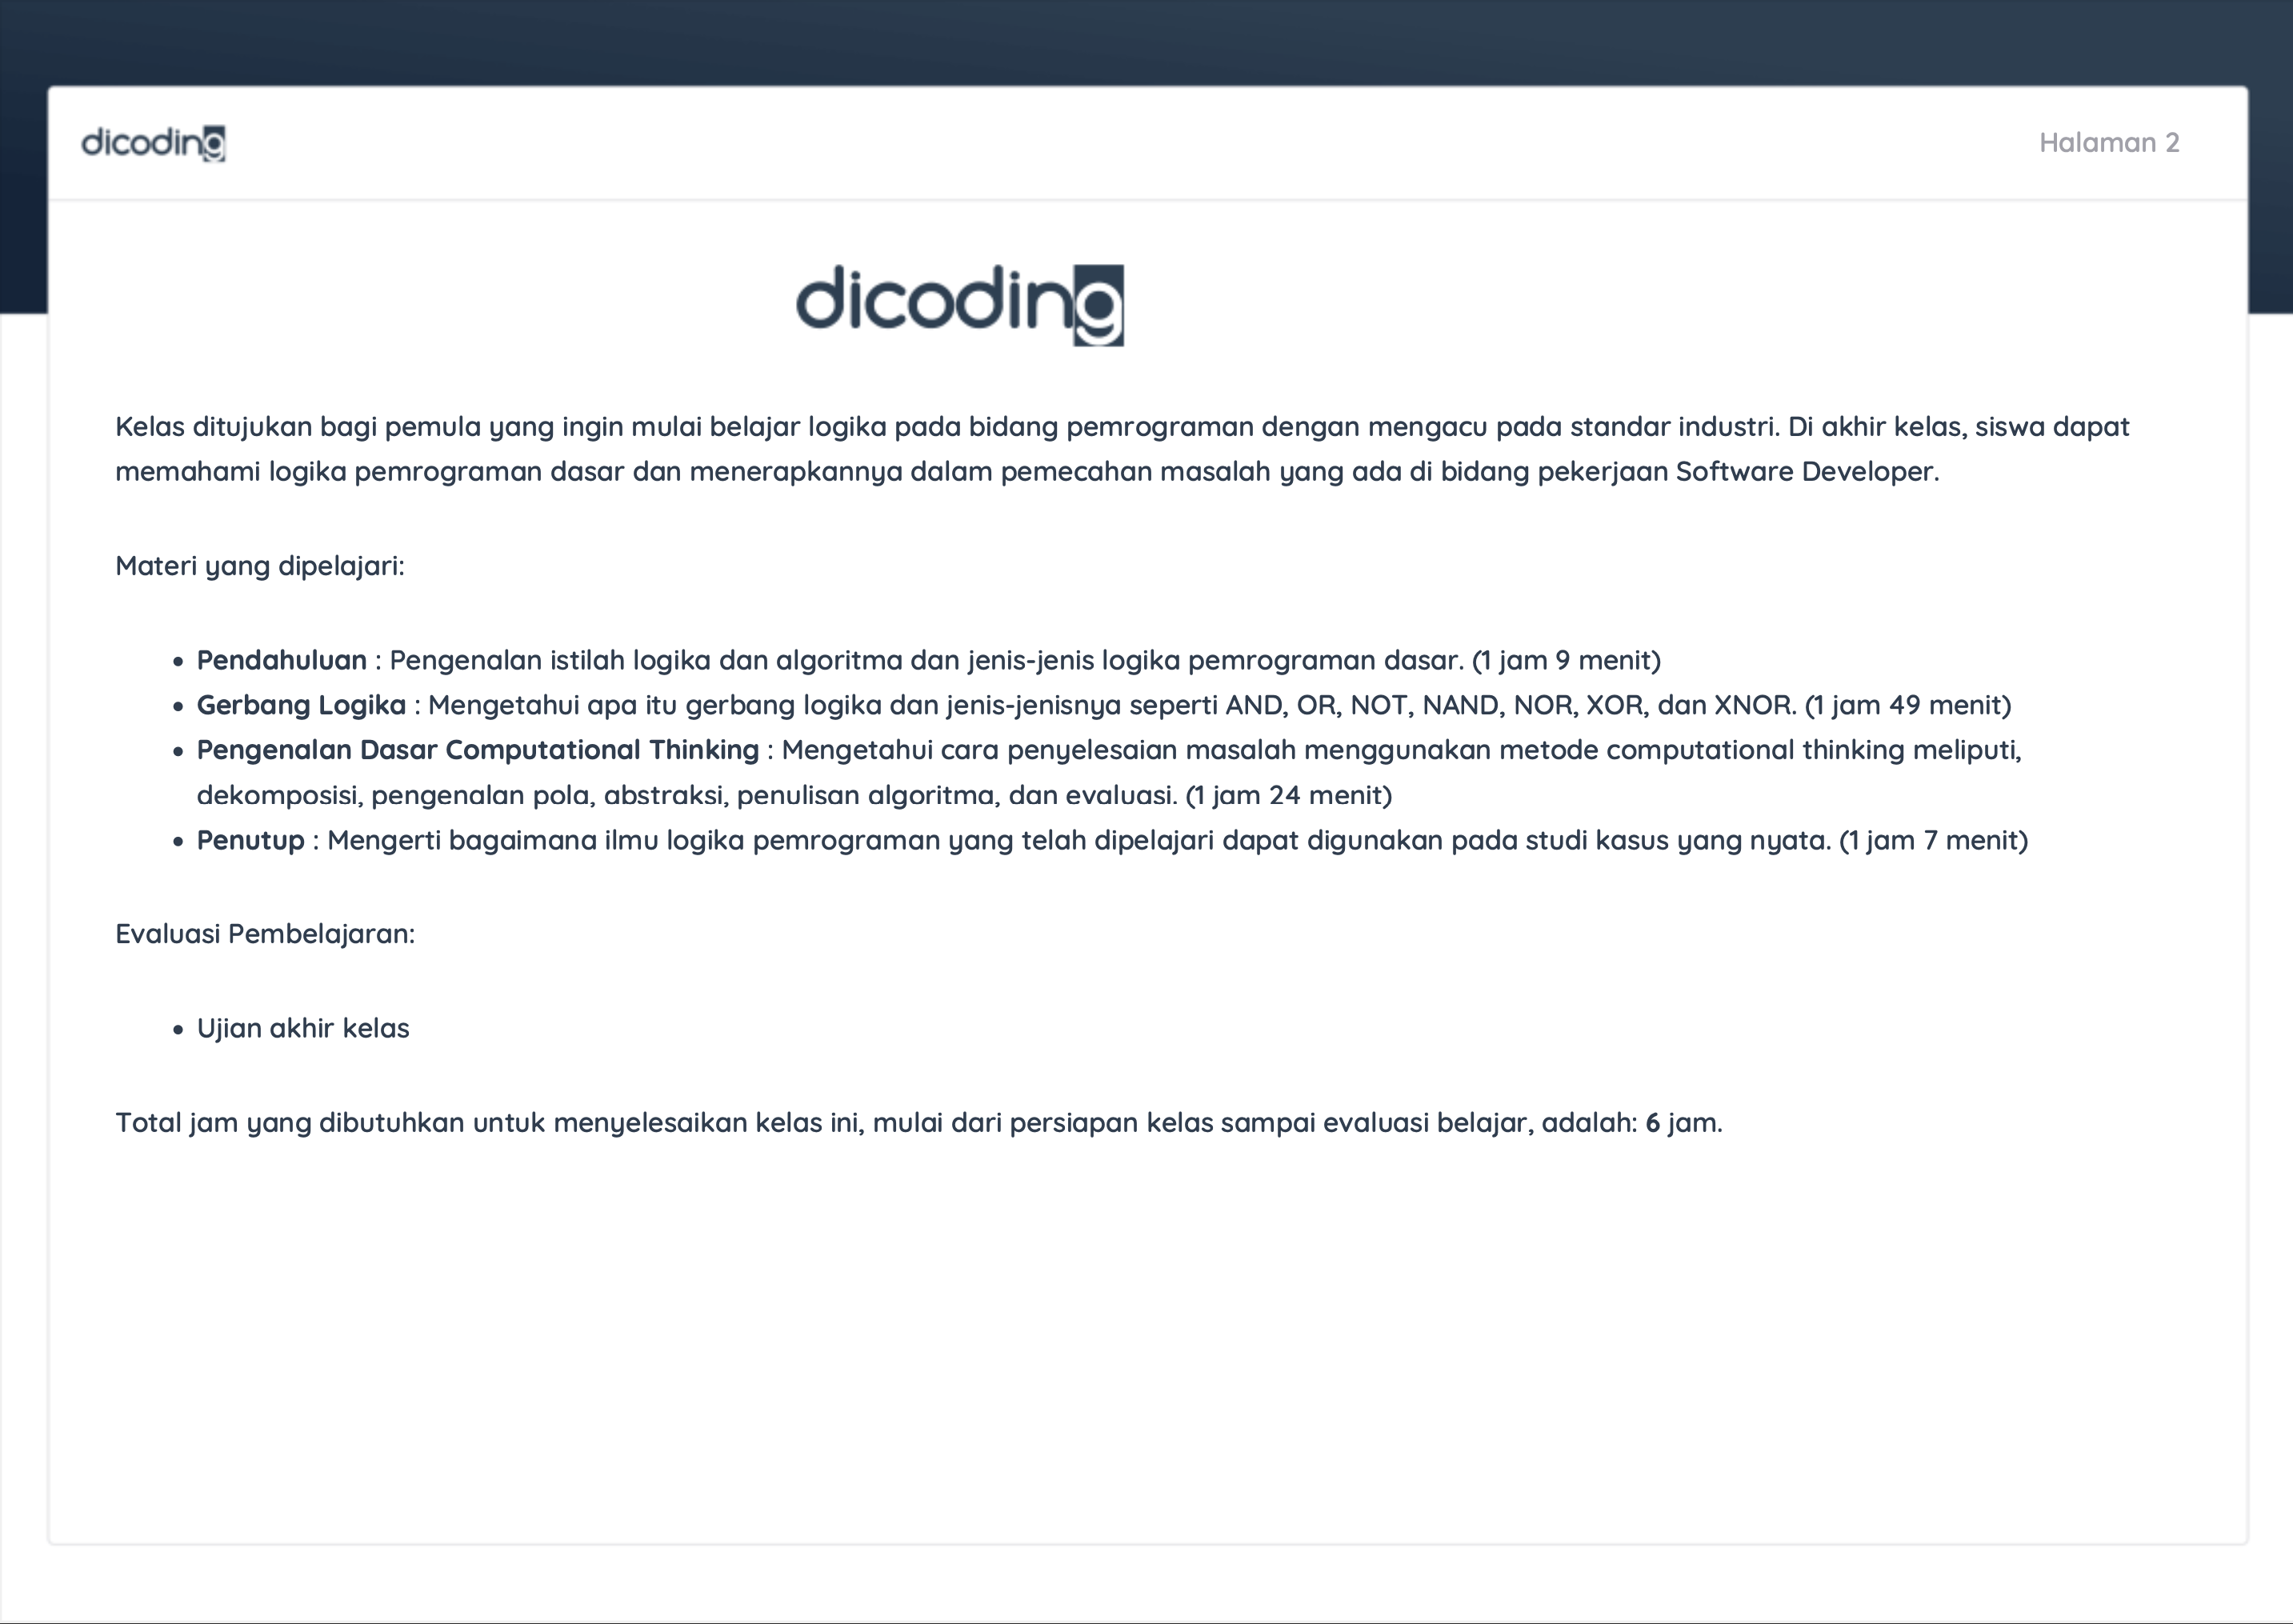 dicoding
Halaman 2
dicoding
Kelas ditujukan bagi pemula yang ingin mulai belajar logika pada bidang pemrograman dengan mengacu pada standar industri. Di akhir kelas, siswa dapat
memahami logika pemrograman dasar dan menerapkannya dalam pemecahan masalah yang ada di bidang pekerjaan Software Developer.
Materi yang dipelajari:
• Pendahuluan : Pengenalan istilah logika dan algoritma dan jenis-jenis logika pemrograman dasar. (1 jam 9 menit)
• Gerbang Logika : Mengetahui apa itu gerbang logika dan jenis-jenisnya seperti AND, OR, NOT, NAND, NOR, XOR, dan XNOR. (1 jam 49 menit)
• Pengenalan Dasar Computational Thinking : Mengetahui cara penyelesaian masalah menggunakan metode computational thinking meliputi,
dekomposisi, pengenalan pola, abstraksi, penulisan algoritma, dan evaluasi. (1 jam 24 menit)
• Penutup : Mengerti bagaimana ilmu logika pemrograman yang telah dipelajari dapat digunakan pada studi kasus yang nyata. (1 jam 7 menit)
Evaluasi Pembelajaran:
• Ujian akhir kelas
Total jam yang dibutuhkan untuk menyelesaikan kelas ini, mulai dari persiapan kelas sampai evaluasi belajar, adalah: 6 jam.